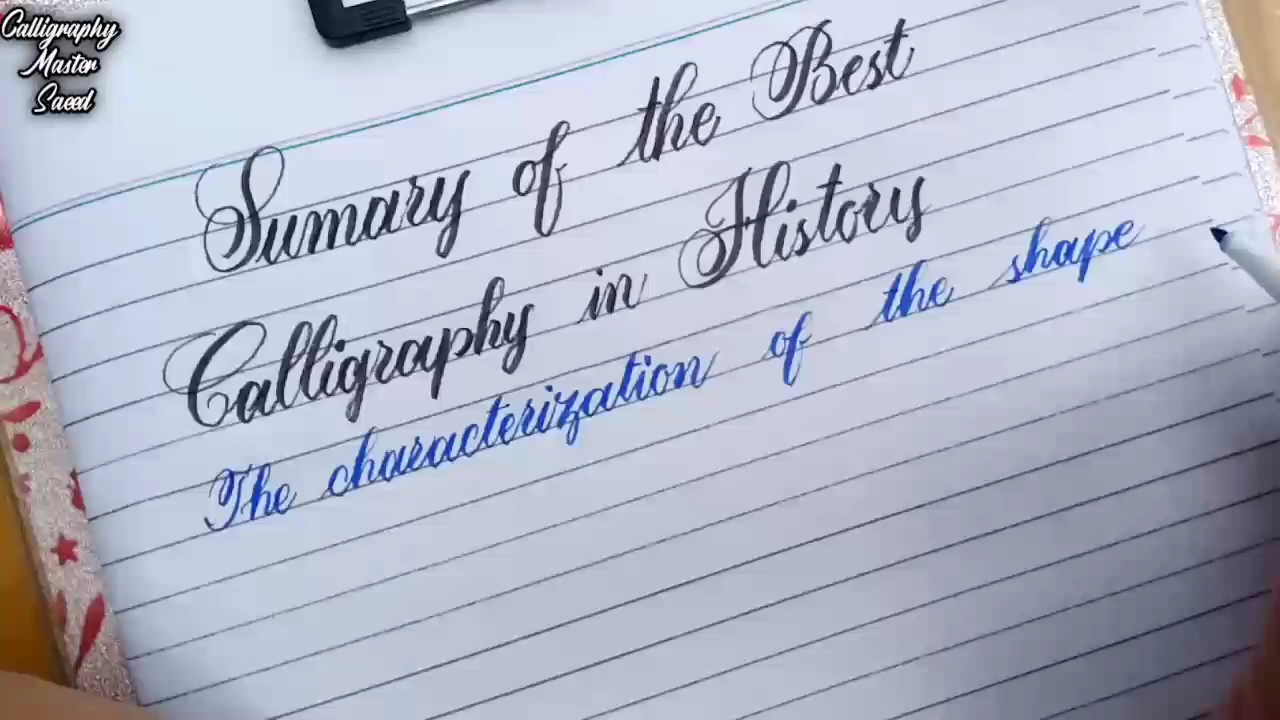 Calligraphy
Master
Saeed
Sumary of the Best
Calligraphy in History
The characterization of the shape